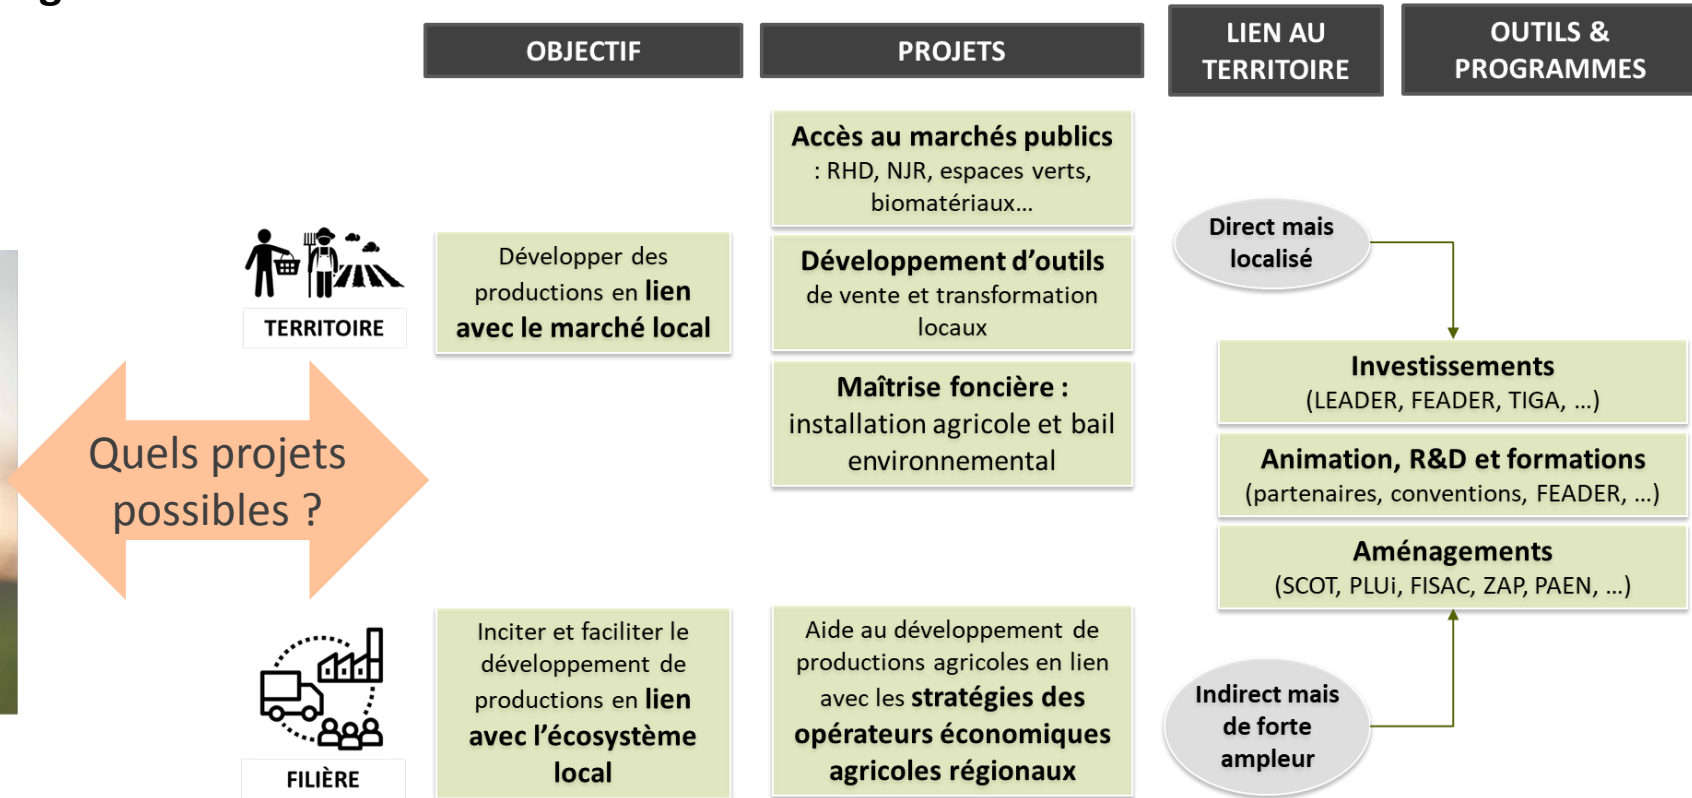 g
OBJECTIF
PROJETS
LIEN AU
TERRITOIRE
OUTILS &
PROGRAMMES
TERRITOIRE
Développer des
productions en lien
avec le marché local
Accès au marchés publics
: RHD, NJR, espaces verts,
biomatériaux…
Développement d’outils
de vente et transformation
locaux
Maîtrise foncière :
installation agricole et bail
environnemental
Direct mais
localisé
Investissements
(LEADER, FEADER, TIGA, …)
Animation, R&D et formations
(partenaires, conventions, FEADER, …)
Aménagements
(SCOT, PLUi, FISAC, ZAP, PAEN, …)
Quels projets
possibles ?
FILIÈRE
Inciter et faciliter le
développement de
productions en lien
avec l’écosystème
local
Aide au développement de
productions agricoles en lien
avec les stratégies des
opérateurs économiques
agricoles régionaux
Indirect mais
de forte
ampleur